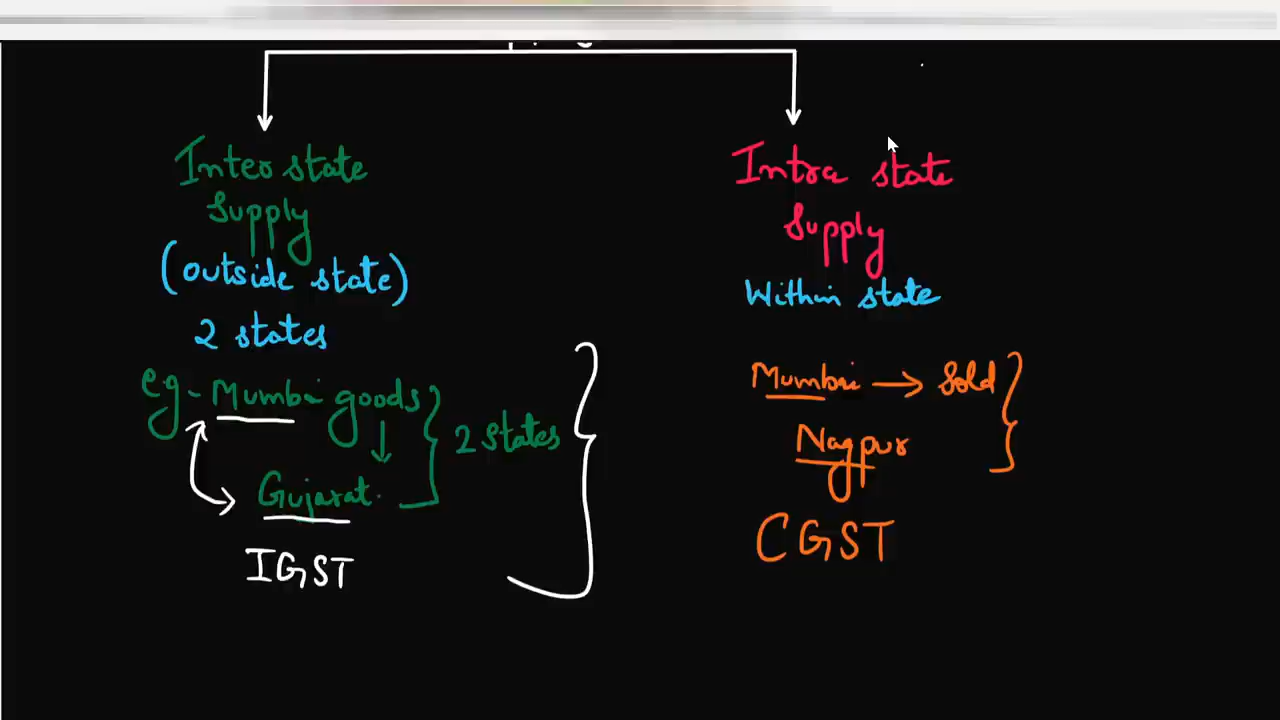 Inter state
Supply
(outside state)
2 states
eg- Mumbai goods
2 states
Gujarat.
IGST
Intra state
Supply
Within state
Mumbai → Sold
Nagpur
CGST